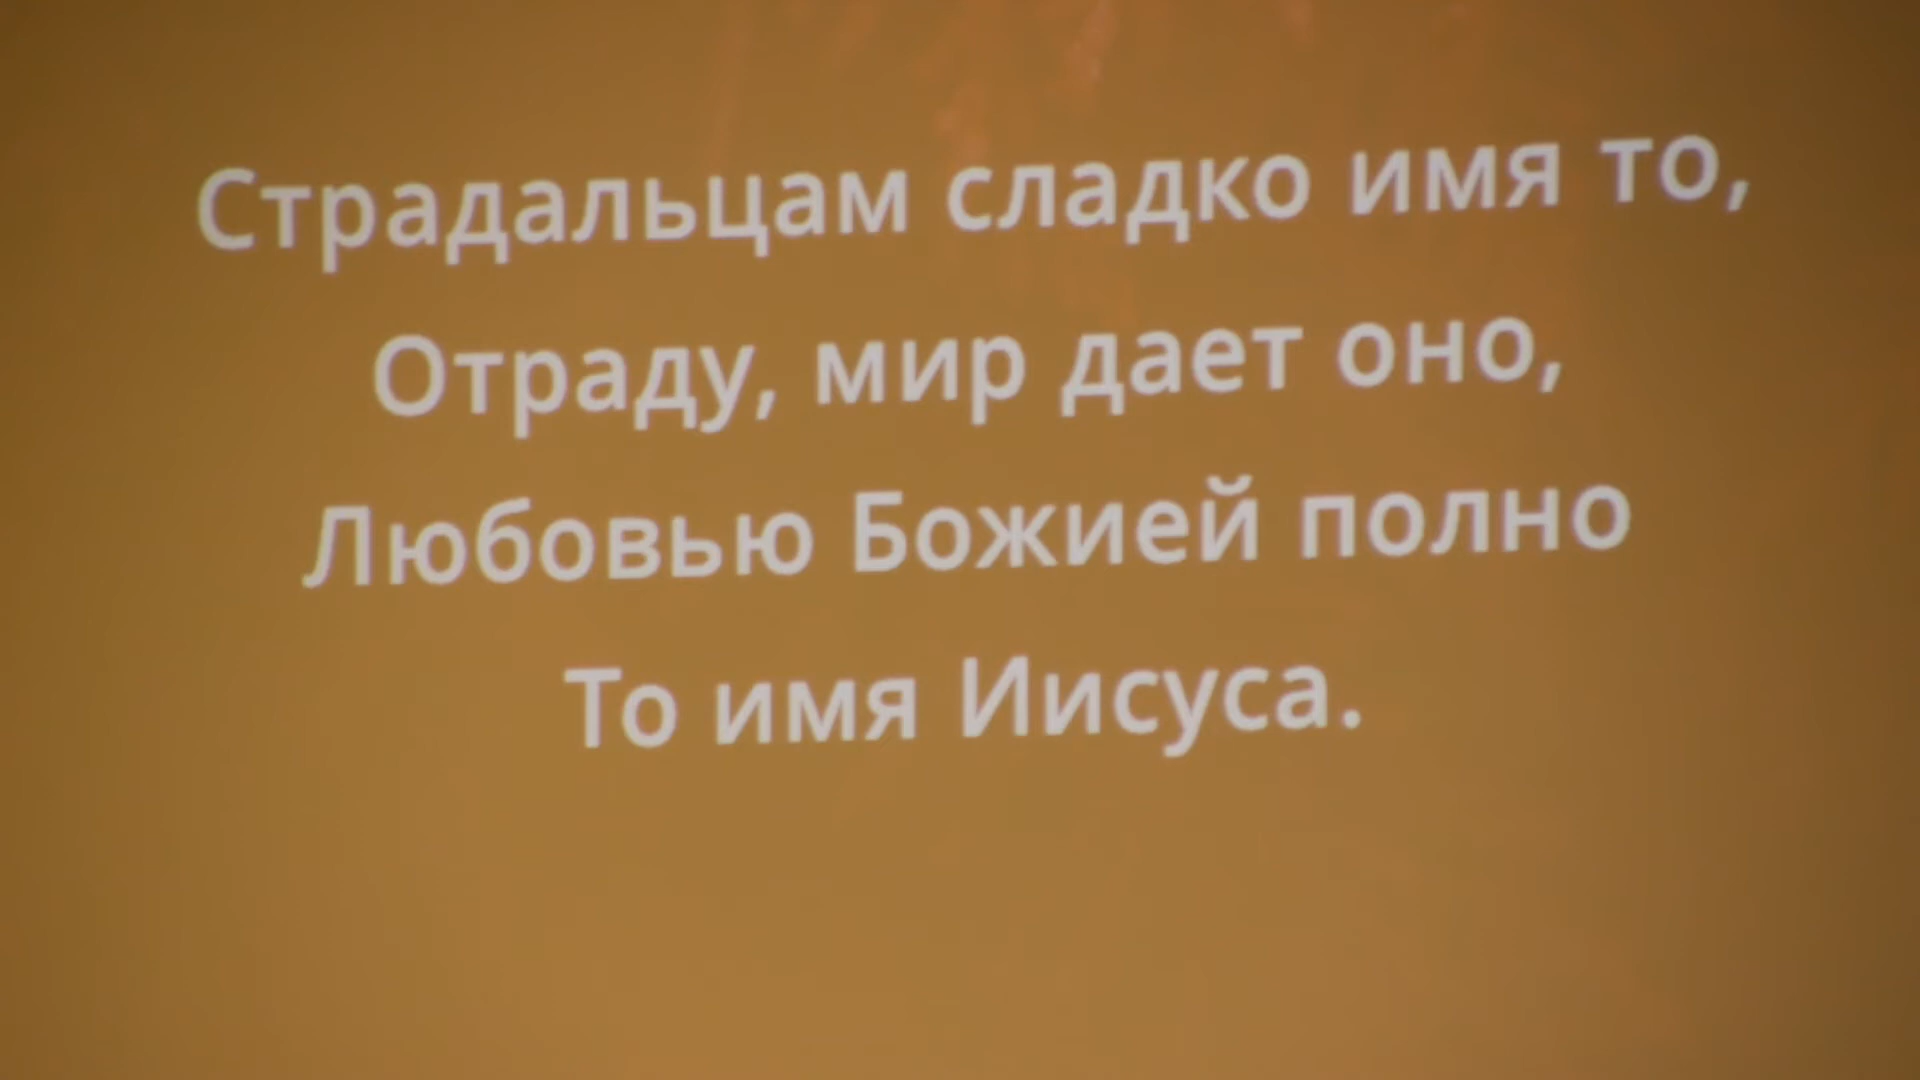 Страдальцам сладко имя то,
Отраду, мир дает оно,
Любовью Божией полно
То имя Иисуса.